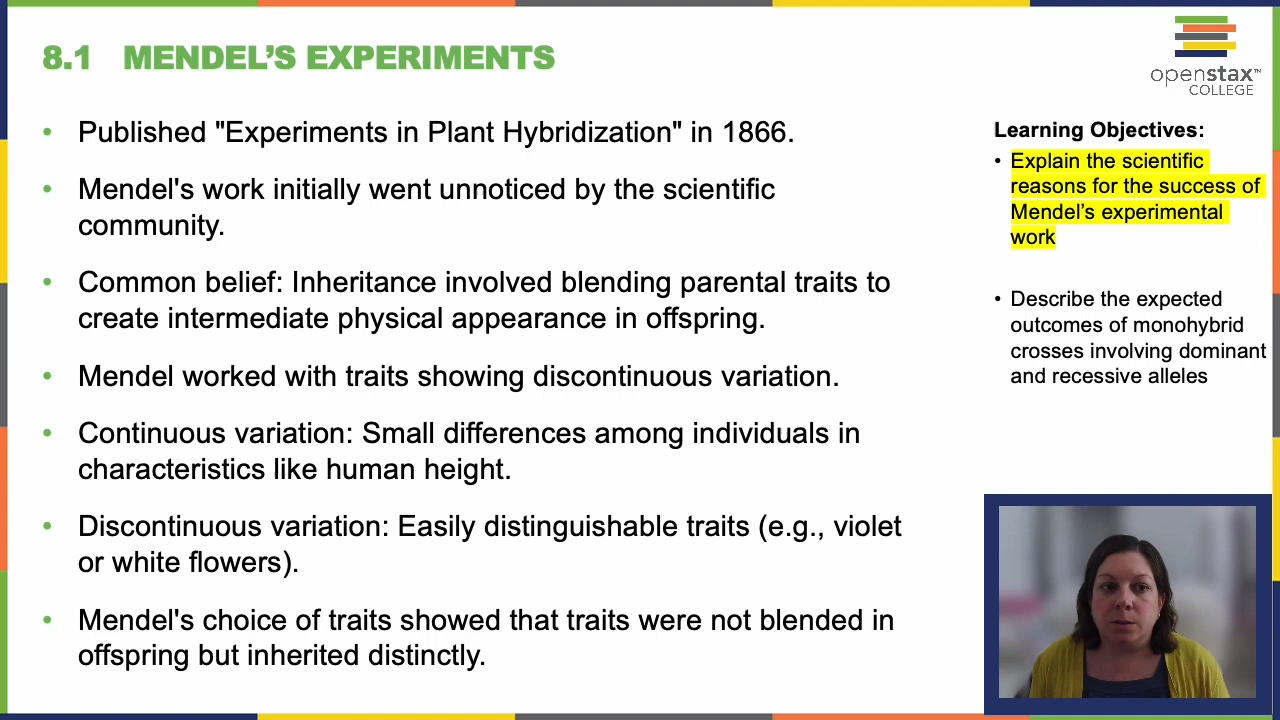 8.1 MENDEL'S EXPERIMENTS
openstax™
COLLEGE
• Published "Experiments in Plant Hybridization" in 1866.
• Mendel's work initially went unnoticed by the scientific
community.
• Common belief: Inheritance involved blending parental traits to
create intermediate physical appearance in offspring.
• Mendel worked with traits showing discontinuous variation.
• Continuous variation: Small differences among individuals in
characteristics like human height.
• Discontinuous variation: Easily distinguishable traits (e.g., violet
or white flowers).
• Mendel's choice of traits showed that traits were not blended in
offspring but inherited distinctly.
Learning Objectives:
• Explain the scientific
reasons for the success of
Mendel’s experimental
work
• Describe the expected
outcomes of monohybrid
crosses involving dominant
and recessive alleles